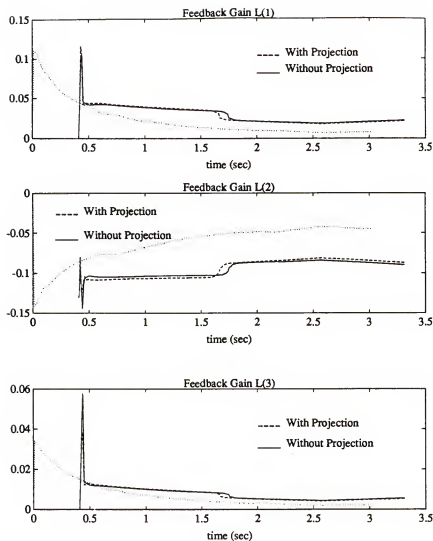 Feedback Gain L(1)
0.15
0.1
0.05
0
With Projection
Without Projection
0 0.5 1 1.5 2 2.5 3 3.5
time (sec)
Feedback Gain L(2)
0
-0.05
-0.1
-0.15
With Projection
Without Projection
0 0.5 1 1.5 2 2.5 3 3.5
time (sec)
Feedback Gain L(3)
0.06
0.04
0.02
0
With Projection
Without Projection
0 0.5 1 1.5 2 2.5 3 3.5
time (sec)